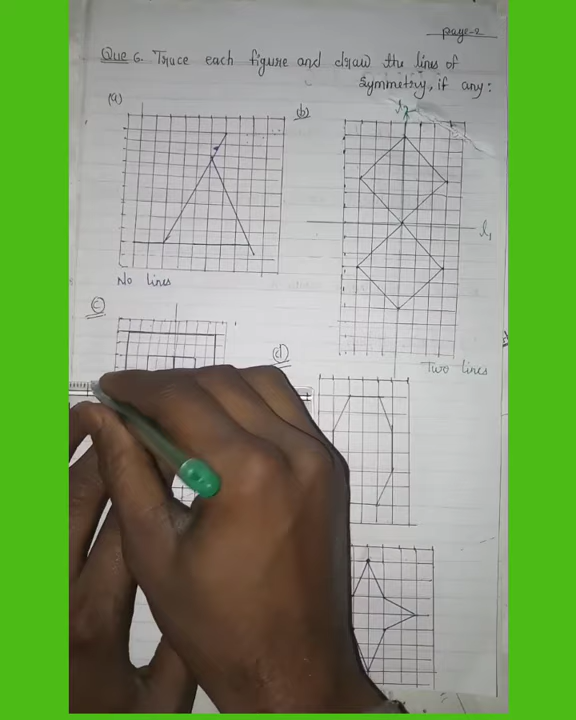 page-2
Que 6. Trace each figure and draw the lines of
Symmetry, if any:
(a)
(b)
l2
l1
No lines
Two lines
(c)
(d)